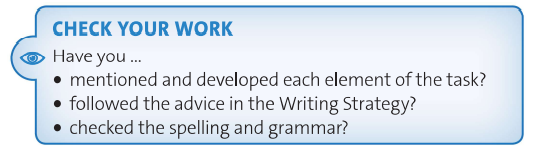 CHECK YOUR WORK
Have you ...
• mentioned and developed each element of the task?
• followed the advice in the Writing Strategy?
• checked the spelling and grammar?